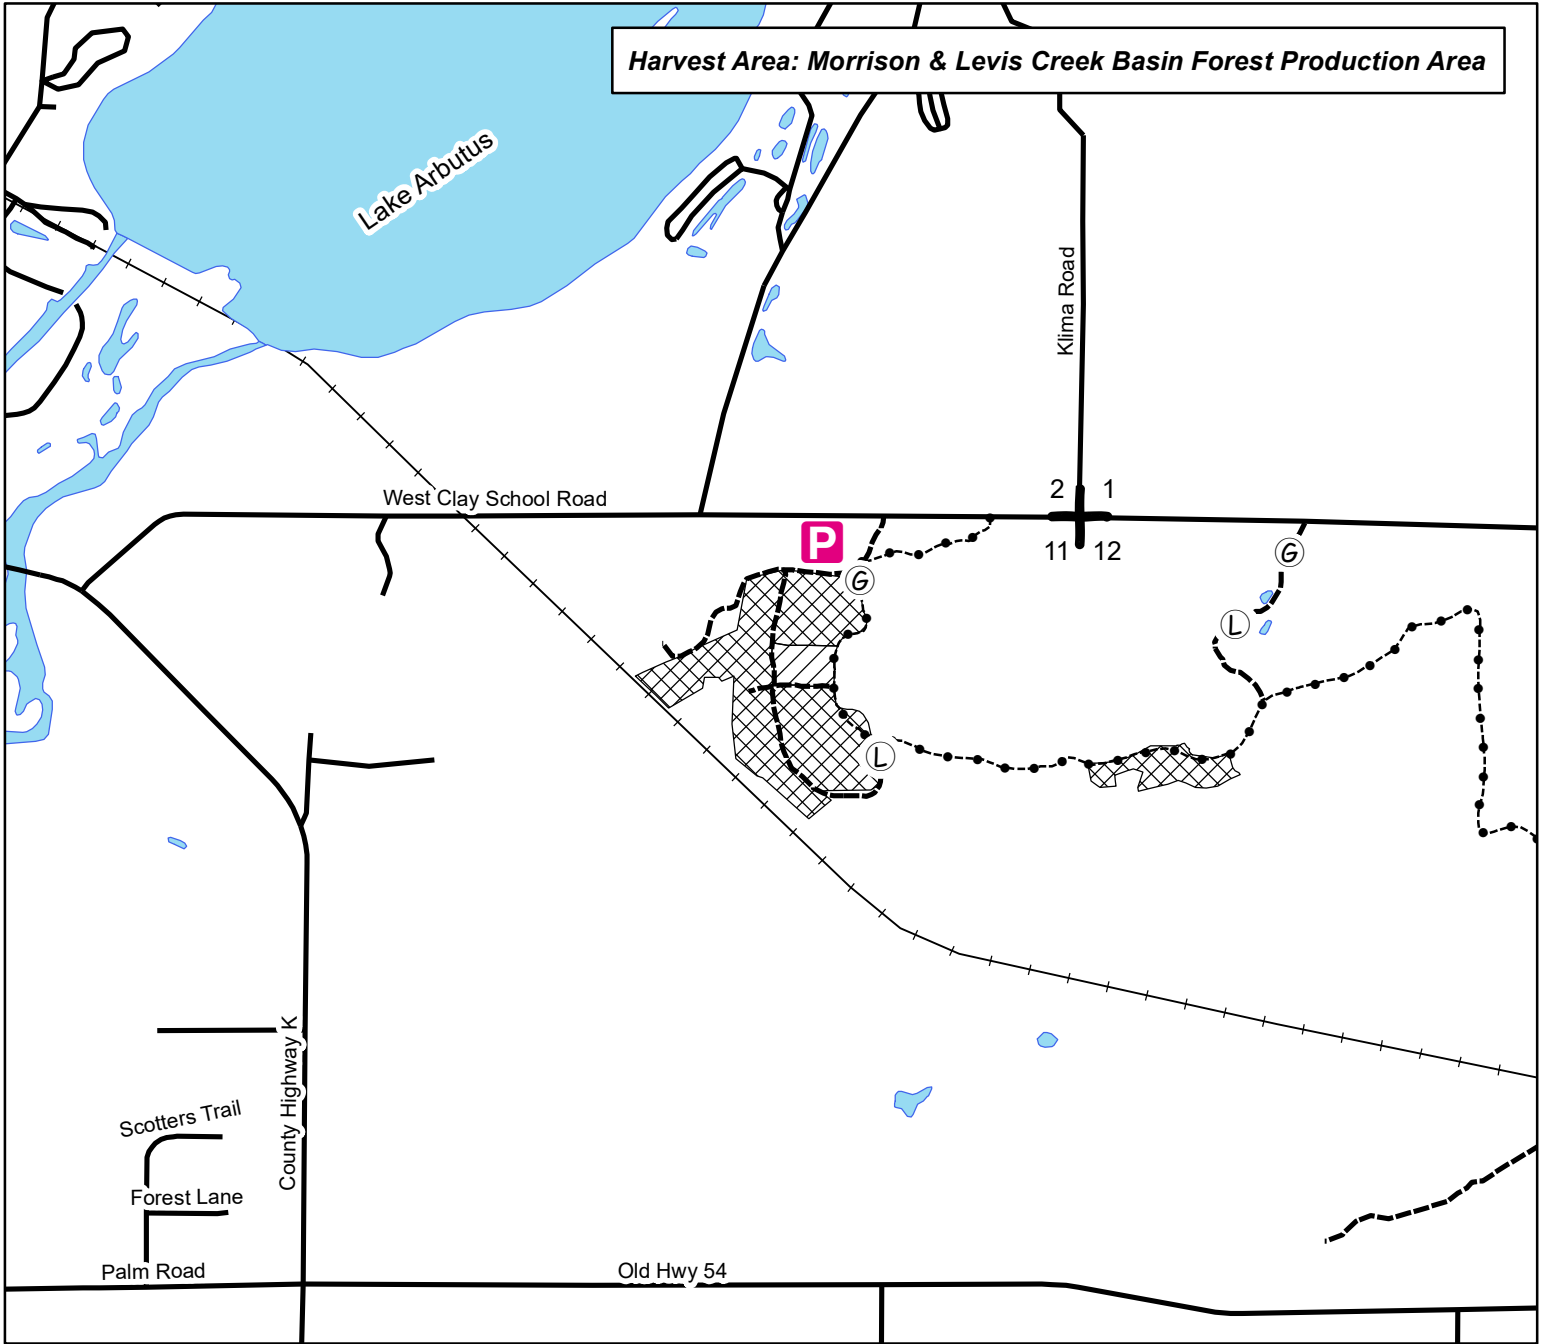 Harvest Area: Morrison & Levis Creek Basin Forest Production Area
Lake Arbutus
Klima Road
West Clay School Road
2 1
11 12
P
G
G
L
L
County Highway K
Scotters Trail
Forest Lane
Palm Road
Old Hwy 54